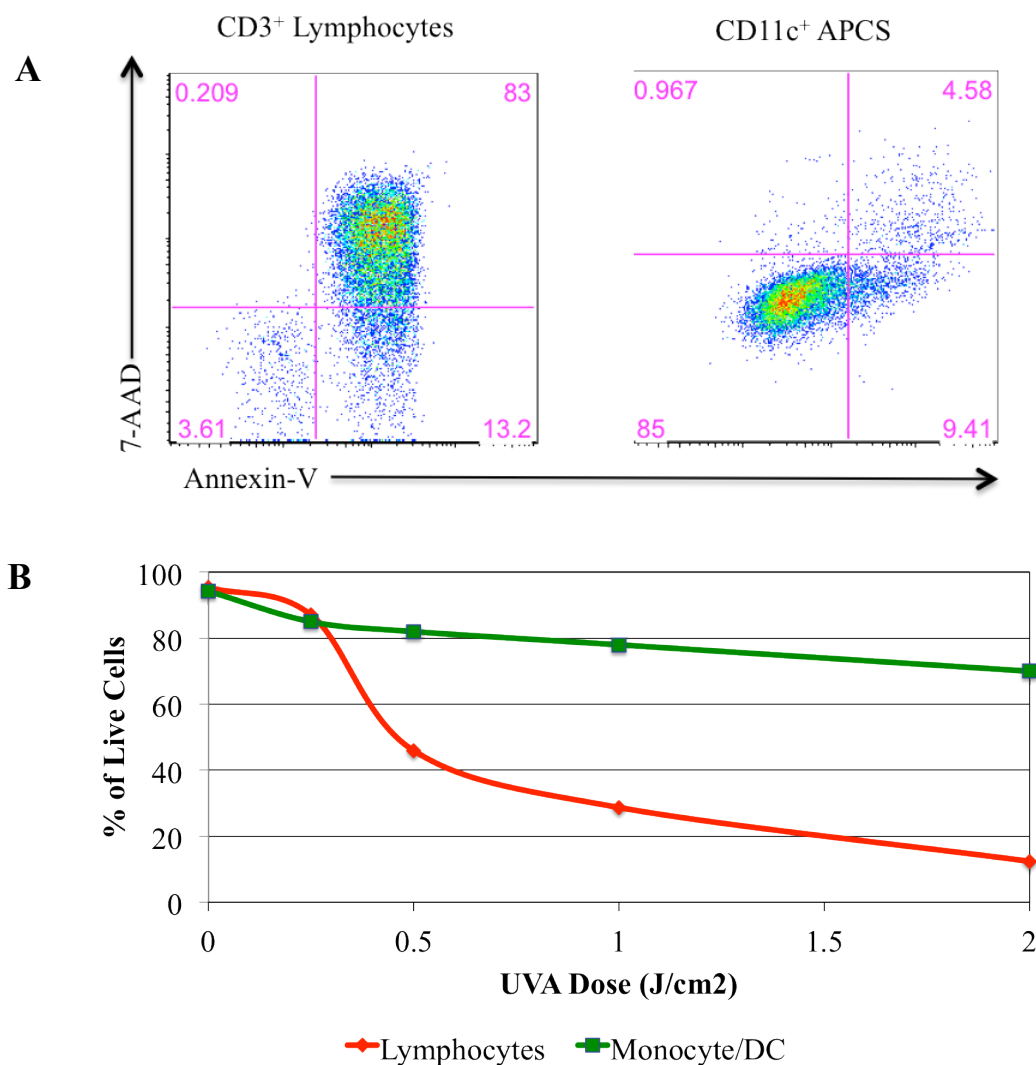 CD3+ Lymphocytes
CD11c+ APCS
A
0.209
83
0.967
4.58
7-AAD
3.61
13.2
85
9.41
Annexin-V
B
100
80
60
40
20
0
% of Live Cells
0 0.5 1 1.5 2
UVA Dose (J/cm2)
Lymphocytes Monocyte/DC